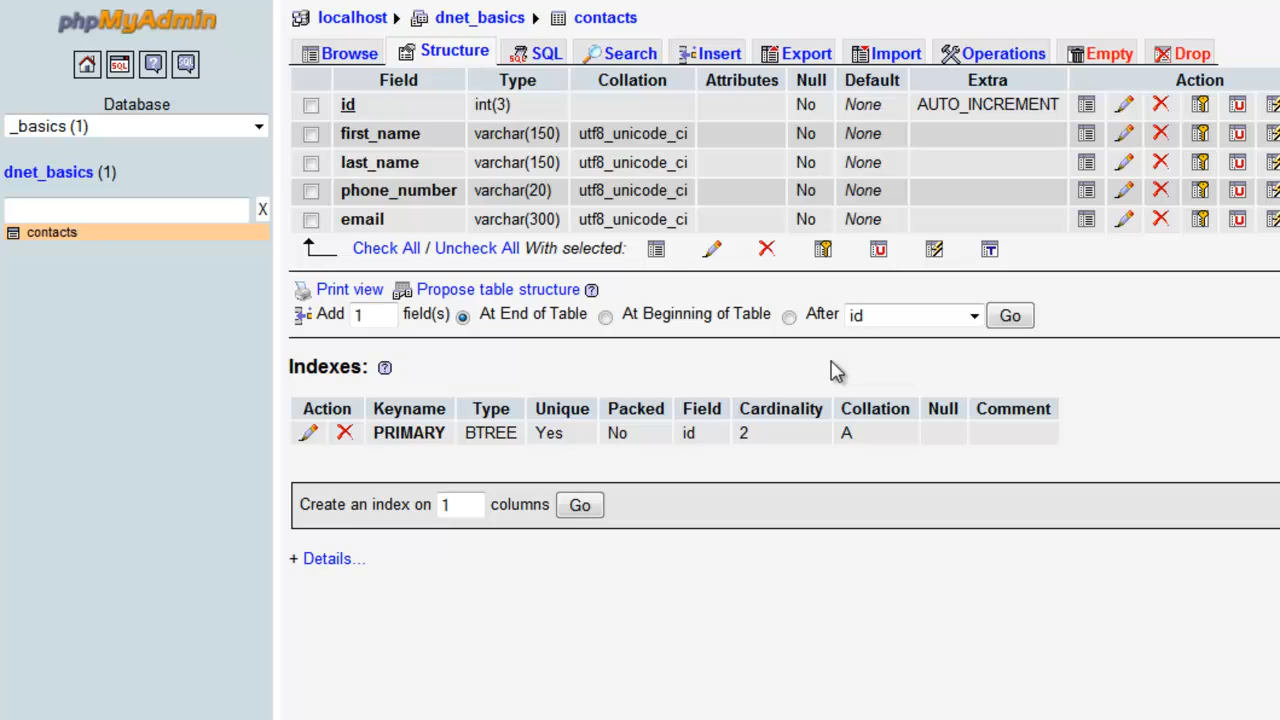 phpMyAdmin
Database
_basics (1)
dnet_basics (1)
X
contacts
localhost dnet_basics contacts
Browse Structure SQL Search Insert Export Import Operations Empty Drop
Field Type Collation Attributes Null Default Extra Action
id int(3) No None AUTO_INCREMENT
first_name varchar(150) utf8_unicode_ci No None
last_name varchar(150) utf8_unicode_ci No None
phone_number varchar(20) utf8_unicode_ci No None
email varchar(300) utf8_unicode_ci No None
Check All / Uncheck All With selected:
Print view Propose table structure
Add 1 field(s) At End of Table At Beginning of Table After id Go
Indexes:
Action Keyname Type Unique Packed Field Cardinality Collation Null Comment
PRIMARY BTREE Yes No id 2 A
Create an index on 1 columns Go
+ Details...